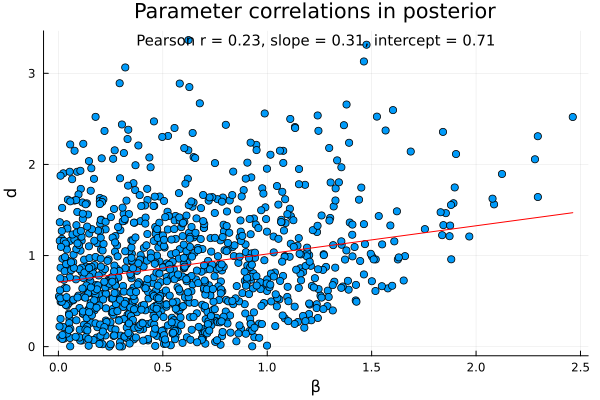 Parameter correlations in posterior
Pearson r = 0.23, slope = 0.31, intercept = 0.71
3
2
d
1
0
0.0 0.5 1.0 1.5 2.0 2.5
β